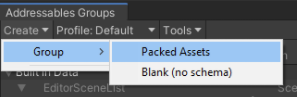 Addressables Groups
Create Profile: Default Tools
Group Packed Assets
Blank (no schema)
Built In Data
EditorSceneList